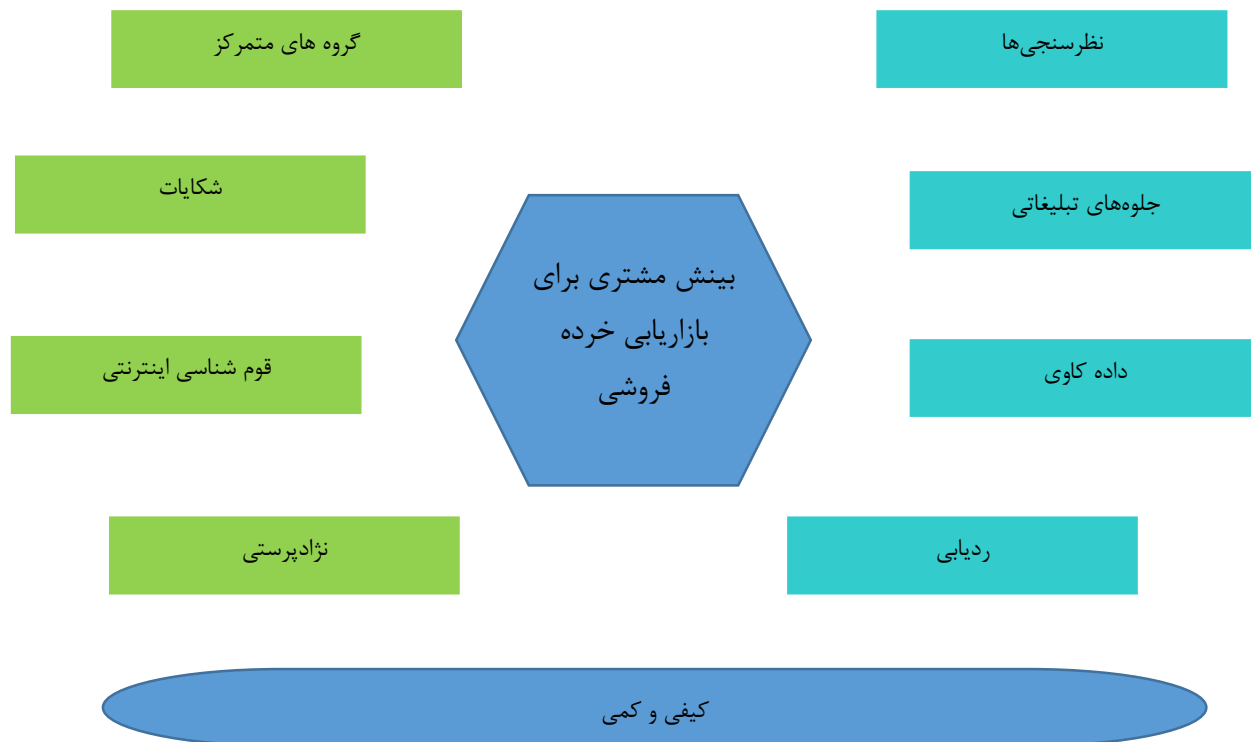 نظرسنجی‌ها
گروه های متمرکز
جلوه‌های تبلیغاتی
شکایات
بینش مشتری برای
بازاریابی خرده
فروشی
داده کاوی
قوم شناسی اینترنتی
ردیابی
نژادپرستی
کیفی و کمی